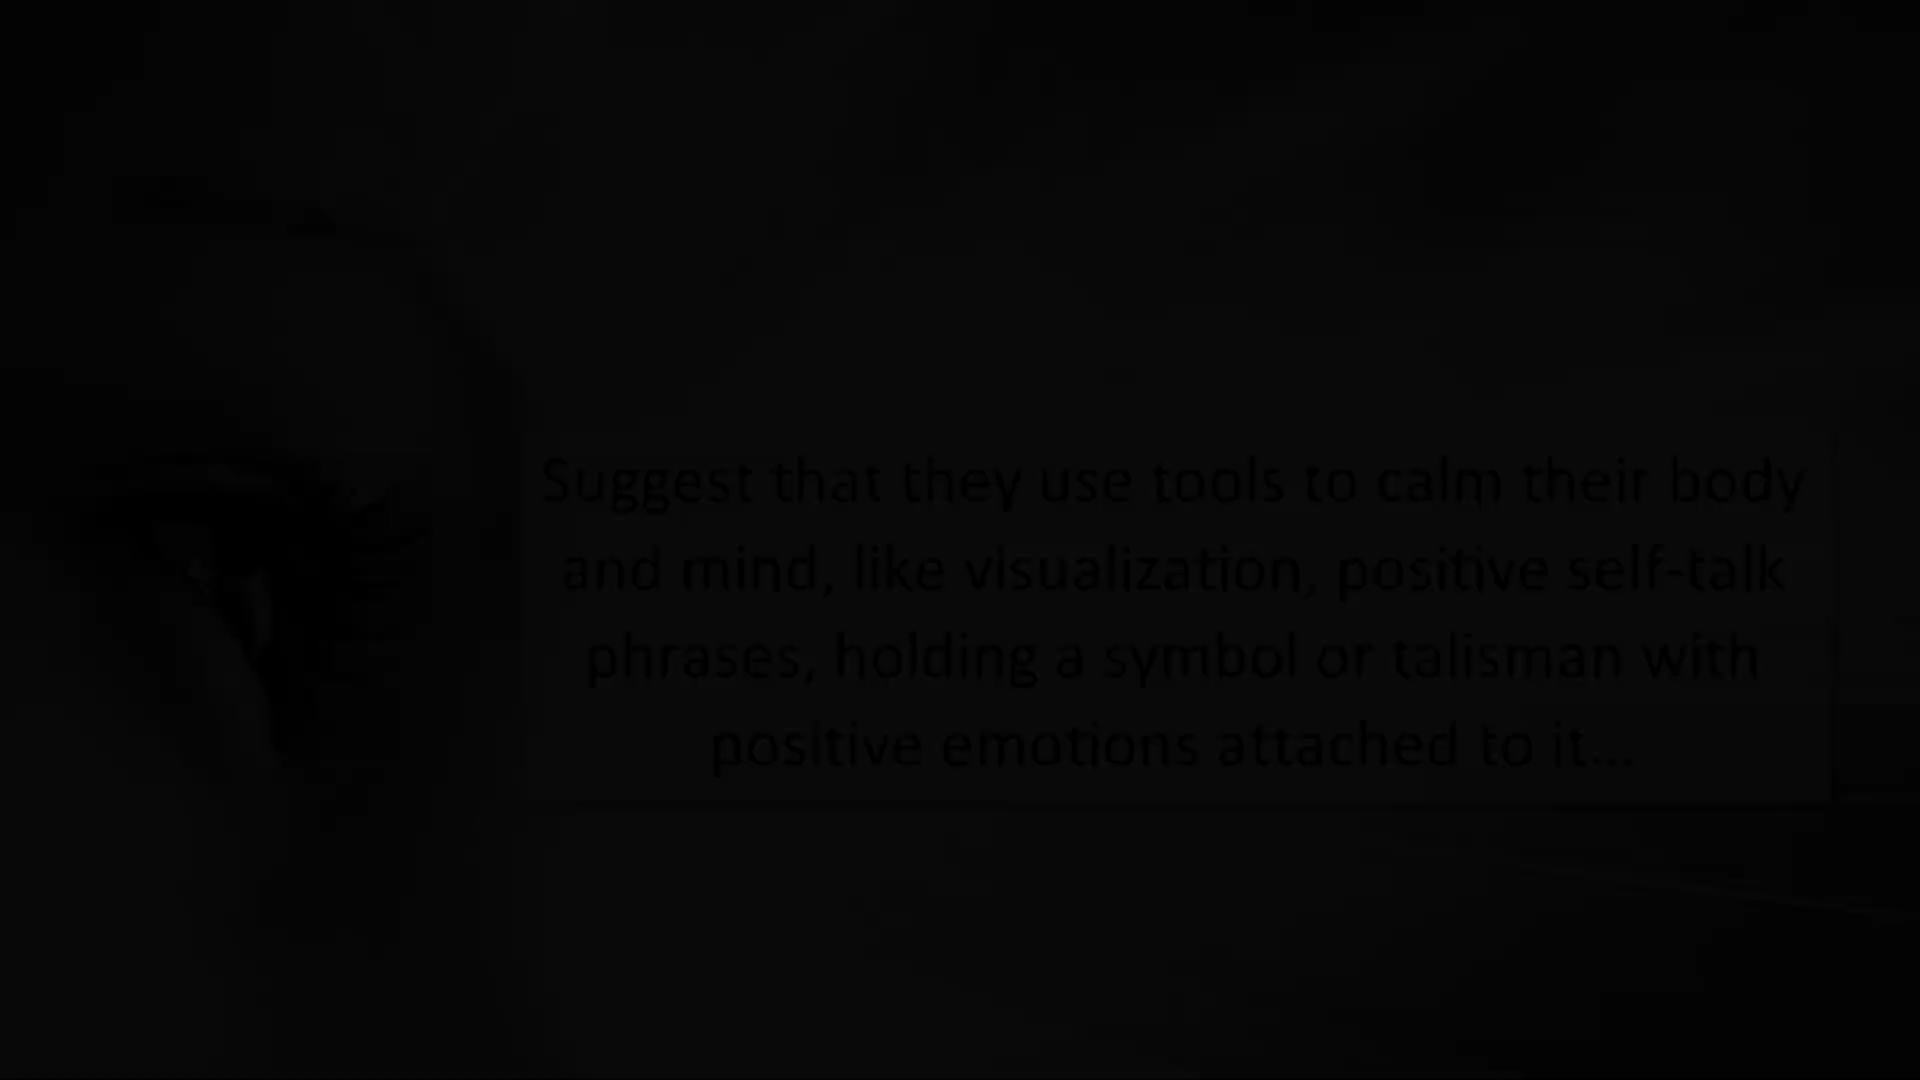 Suggest that they use tools to calm their body
and mind, like visualization, positive self-talk
phrases, holding a symbol or talisman with
positive emotions attached to it...